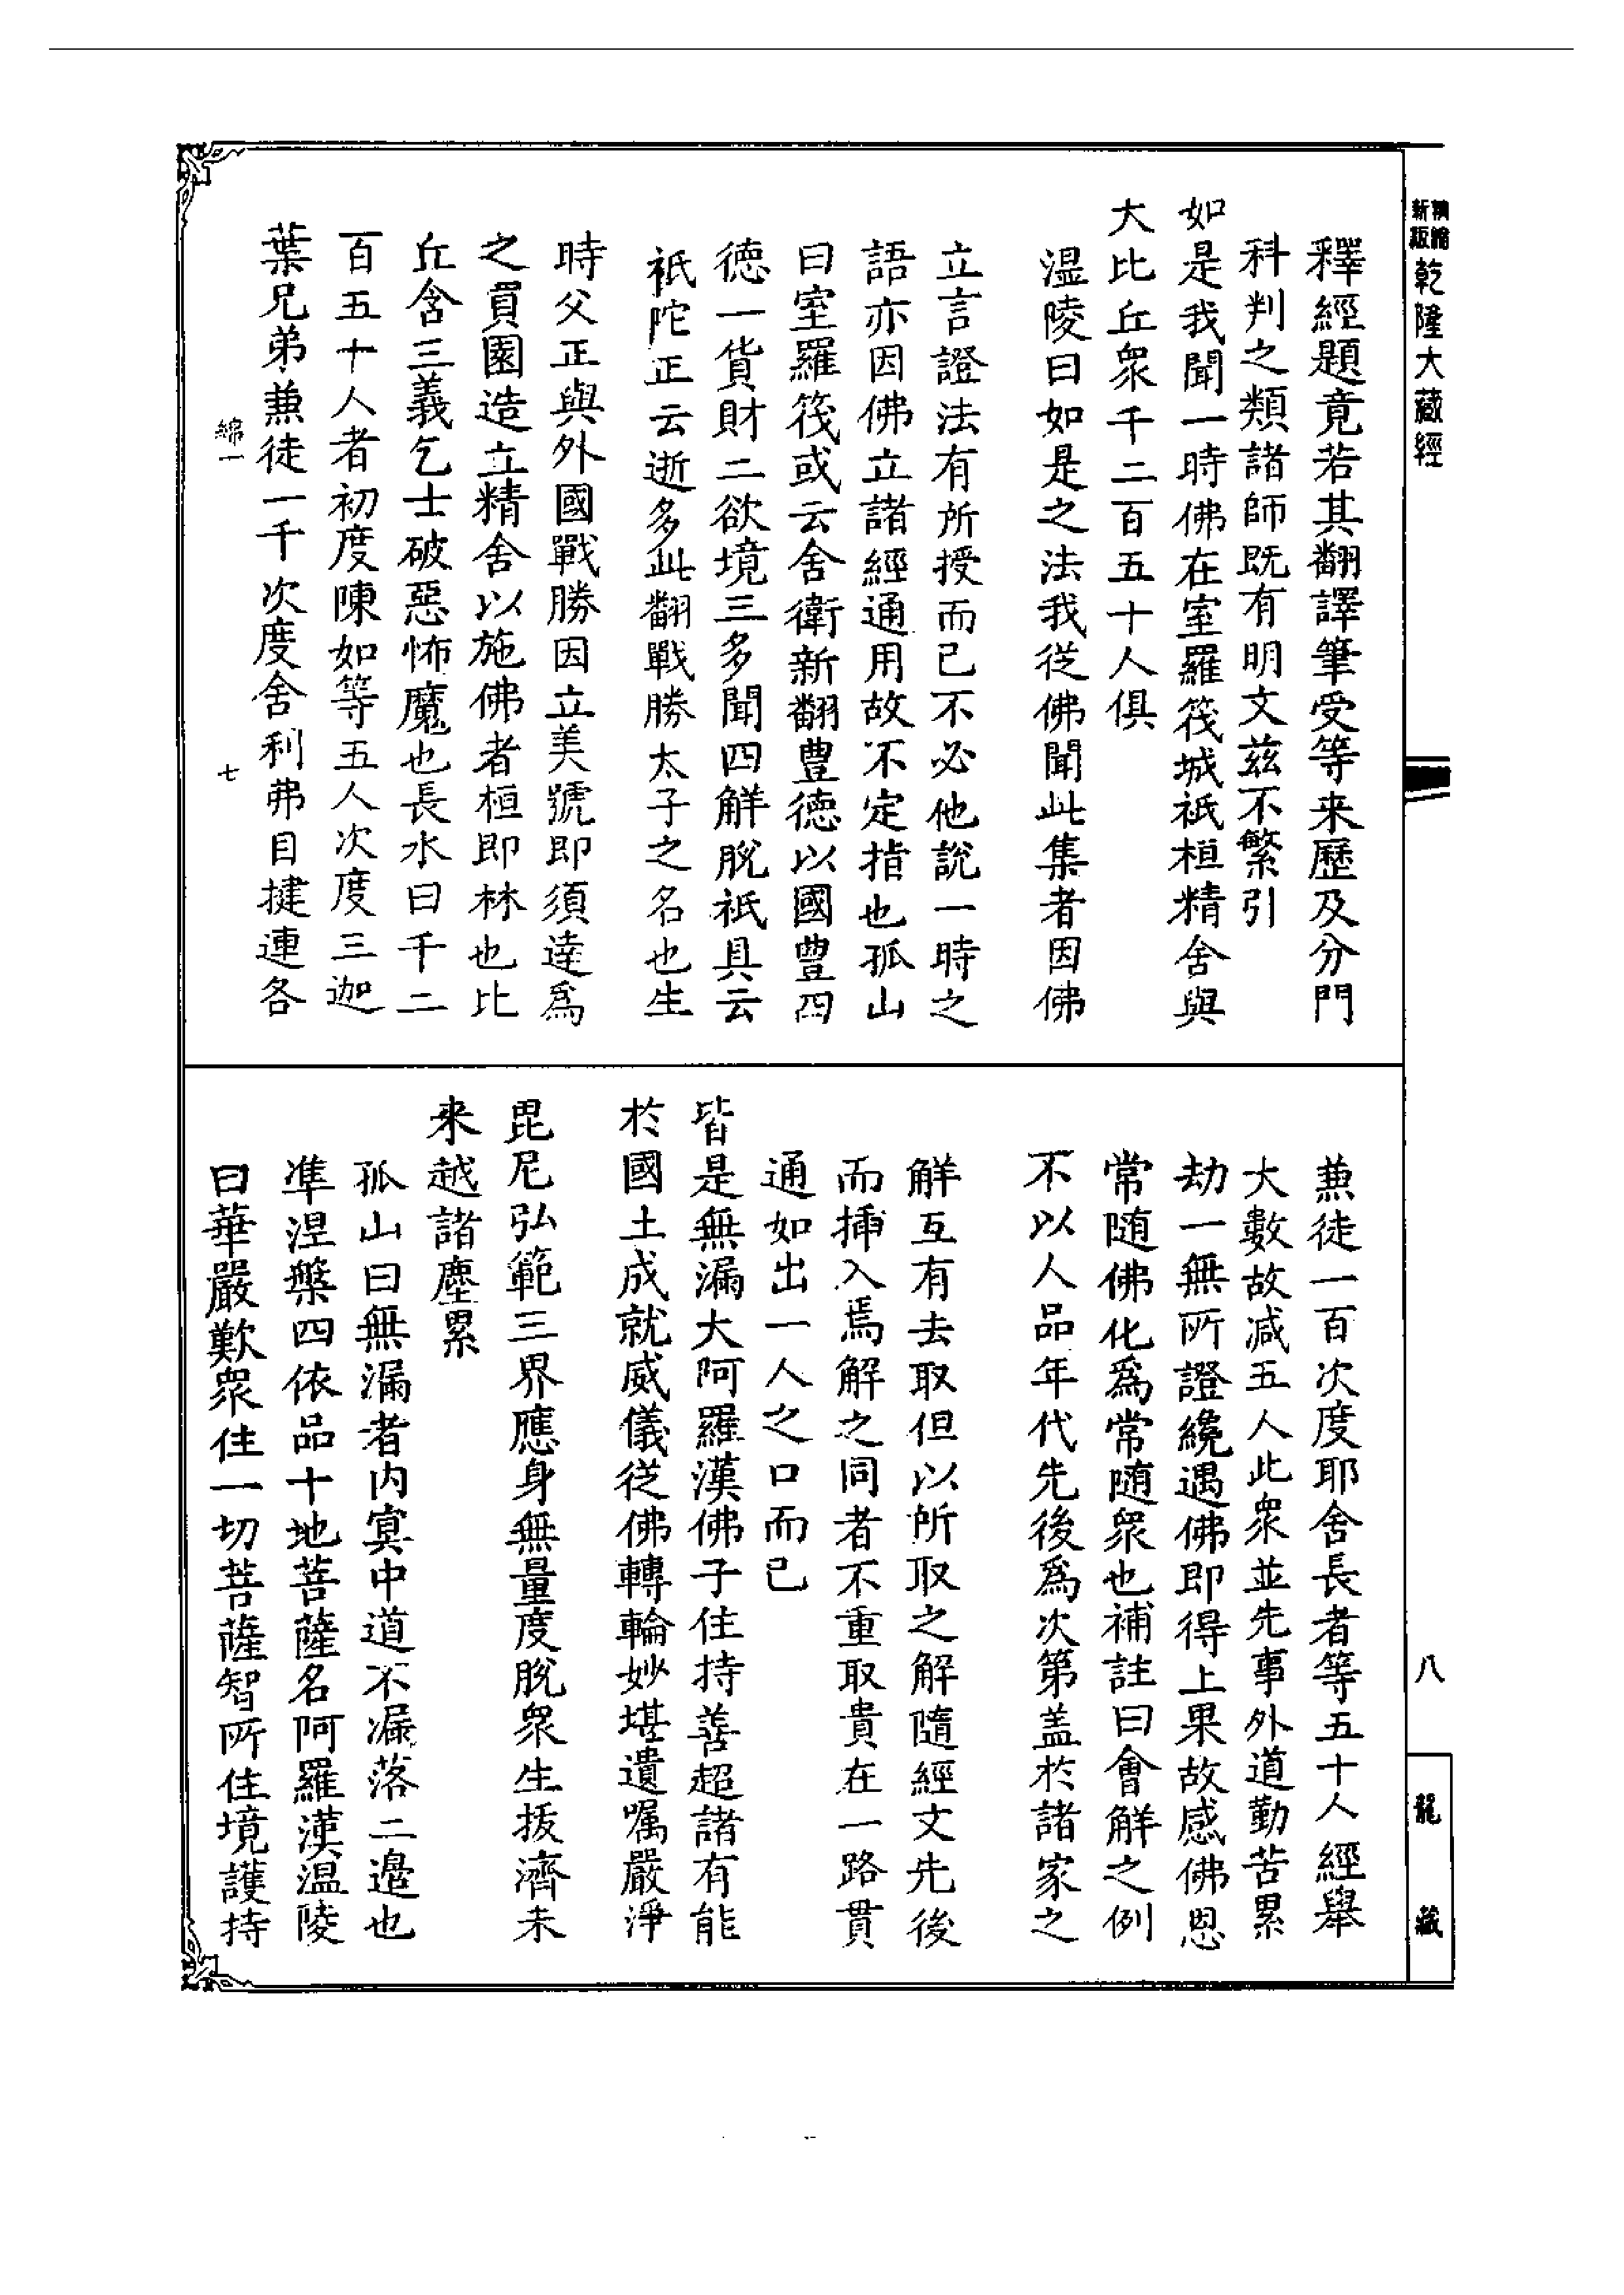 新編
縮版
乾隆大藏經
釋經題竟若其翻譯筆受等来歷及分門
科判之類諸師既有明文茲不繁引
如是我聞一時佛在室羅筏城祇桓精舍與
大比丘衆千二百五十人俱
温陵曰如是之法我從佛聞此集者因佛
立言證法有所授而已不必他說一時之
語亦因佛立諸經通用故不定指也孤山
曰室羅筏或云舍衛新翻豊德以國豊四
德一貨財二欲境三多聞四解脫祇具云
祇陀正云逝多此翻戰勝太子之名也生
時父正與外國戰勝因立美號即須達爲
之買園造立精舍以施佛者桓即林也比
丘含三義乞士破惡怖魔也長水曰千二
百五十人者初度陳如等五人次度三迦
葉兄弟兼徒一千次度舍利弗目揵連各
綿一
七
兼徒一百次度耶舍長者等五十人經舉
大數故减五人此衆並先事外道勤苦累
劫一無所證纔遇佛即得上果故感佛恩
常随佛化爲常随衆也補註曰會解之例
不以人品年代先後爲次第盖於諸家之
解互有去取但以所取之解隨經文先後
而揷入焉解之同者不重取貴在一路貫
通如出一人之口而已
皆是無漏大阿羅漢佛子住持善超諸有能
於國土成就威儀從佛轉輪妙堪遺嘱嚴淨
毘尼弘範三界應身無量度脫衆生拔濟未
来越諸塵累
孤山曰無漏者内㝠中道不漏落二邉也
準涅槃四依品十地菩薩名阿羅漢温陵
曰華嚴歎衆住一切菩薩智所住境護持
八
龍藏